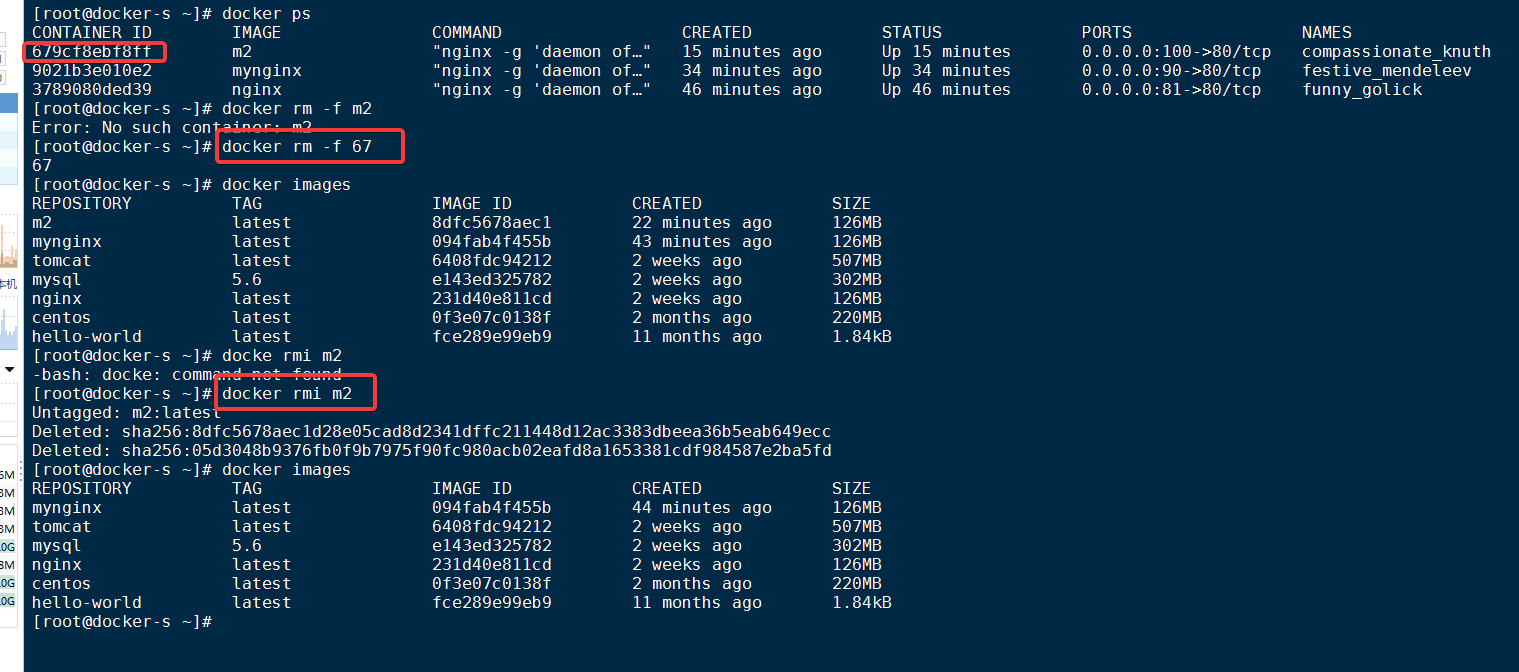 [root@docker-s ~]# docker ps
CONTAINER ID IMAGE COMMAND CREATED STATUS PORTS NAMES
679cf8ebf8ff m2 "nginx -g 'daemon of…" 15 minutes ago Up 15 minutes 0.0.0.0:100->80/tcp compassionate_knuth
9021b3e010e2 mynginx "nginx -g 'daemon of…" 34 minutes ago Up 34 minutes 0.0.0.0:90->80/tcp festive_mendeleev
3789080ded39 nginx "nginx -g 'daemon of…" 46 minutes ago Up 46 minutes 0.0.0.0:81->80/tcp funny_golick
[root@docker-s ~]# docker rm -f m2
Error: No such container: m2
[root@docker-s ~]# docker rm -f 67
67
[root@docker-s ~]# docker images
REPOSITORY TAG IMAGE ID CREATED SIZE
m2 latest 8dfc5678aec1 22 minutes ago 126MB
mynginx latest 094fab4f455b 43 minutes ago 126MB
tomcat latest 6408fdc94212 2 weeks ago 507MB
mysql 5.6 e143ed325782 2 weeks ago 302MB
nginx latest 231d40e811cd 2 weeks ago 126MB
centos latest 0f3e07c0138f 2 months ago 220MB
hello-world latest fce289e99eb9 11 months ago 1.84kB
[root@docker-s ~]# docke rmi m2
-bash: docke: command not found
[root@docker-s ~]# docker rmi m2
Untagged: m2:latest
Deleted: sha256:8dfc5678aec1d28e05cad8d2341dffc211448d12ac3383dbeea36b5eab649ecc
Deleted: sha256:05d3048b9376fb0f9b7975f90fc980acb02eafd8a1653381cdf984587e2ba5fd
[root@docker-s ~]# docker images
REPOSITORY TAG IMAGE ID CREATED SIZE
mynginx latest 094fab4f455b 44 minutes ago 126MB
tomcat latest 6408fdc94212 2 weeks ago 507MB
mysql 5.6 e143ed325782 2 weeks ago 302MB
nginx latest 231d40e811cd 2 weeks ago 126MB
centos latest 0f3e07c0138f 2 months ago 220MB
hello-world latest fce289e99eb9 11 months ago 1.84kB
[root@docker-s ~]#